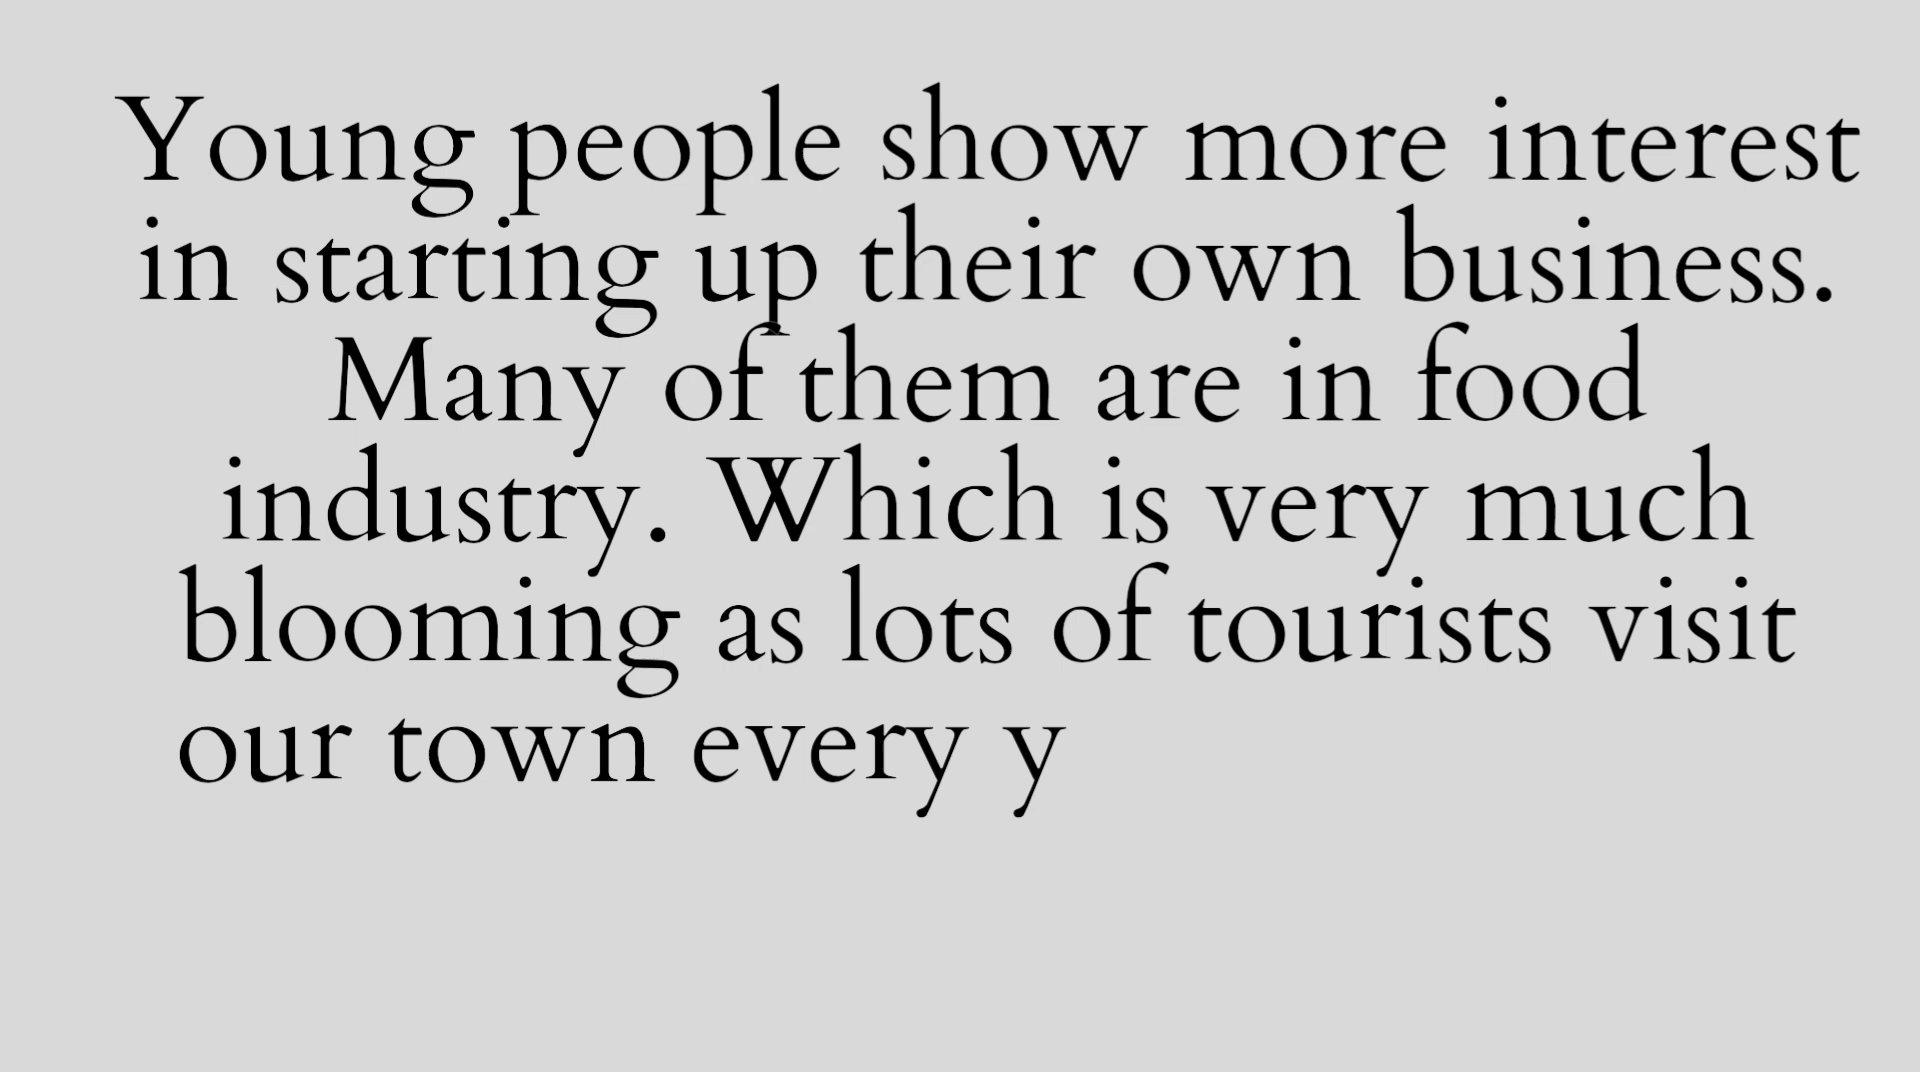 Young people show more interest
in starting up their own business.
Many of them are in food
industry. Which is very much
blooming as lots of tourists visit
our town every y